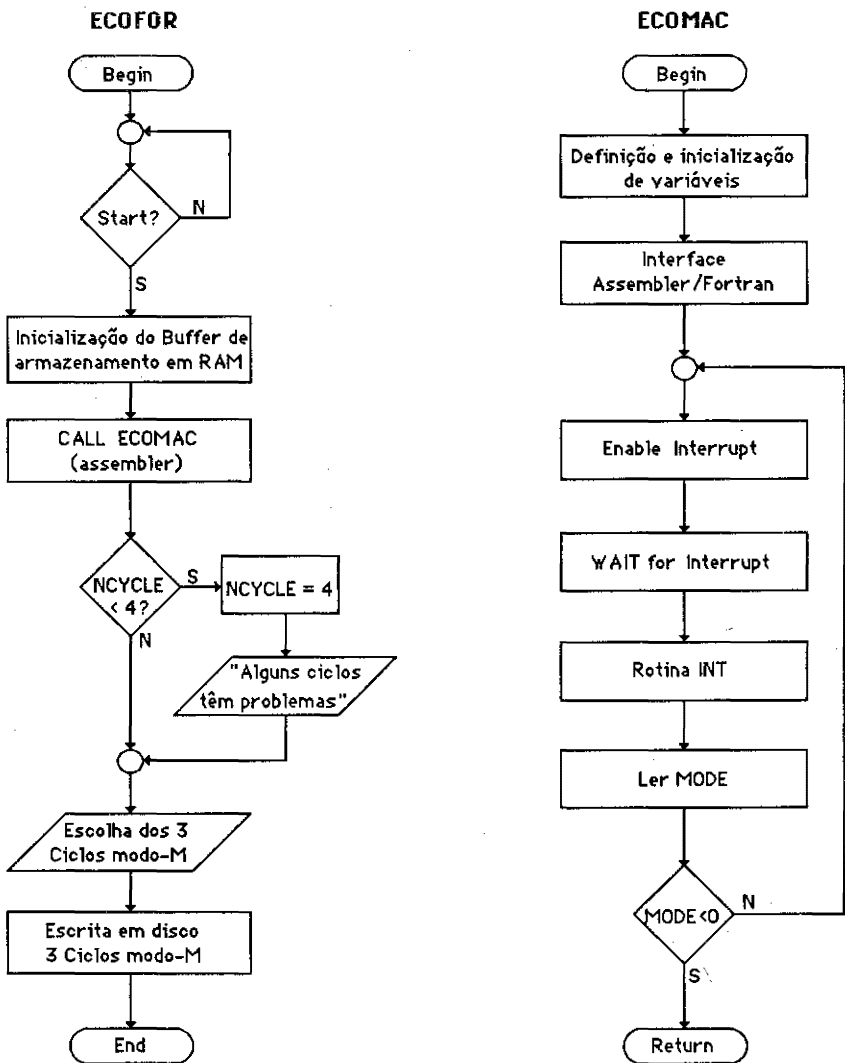 ECOFOR
Begin
Start?
N
S
Inicialização do Buffer de
armazenamento em RAM
CALL ECOMAC
(assembler)
NCYCLE
< 4?
S
N
NCYCLE = 4
"Alguns ciclos
têm problemas"
Escolha dos 3
Ciclos modo-M
Escrita em disco
3 Ciclos modo-M
End
ECOMAC
Begin
Definição e inicialização
de variáveis
Interface
Assembler/Fortran
Enable Interrupt
WAIT for Interrupt
Rotina INT
Ler MODE
MODE<0
N
S
Return